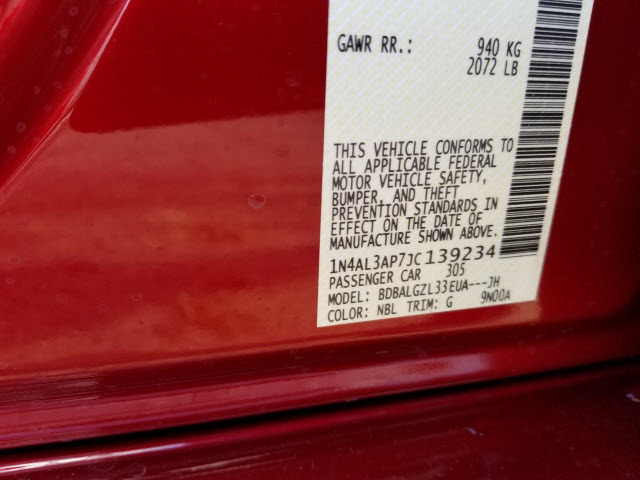 GAWR RR.: 940 KG
2072 LB
THIS VEHICLE CONFORMS TO
ALL APPLICABLE FEDERAL
MOTOR VEHICLE SAFETY,
BUMPER, AND THEFT
PREVENTION STANDARDS IN
EFFECT ON THE DATE OF
MANUFACTURE SHOWN ABOVE.
1N4AL3AP7JC139234
PASSENGER CAR 305
MODEL: BDBALGZL33EUA---JH
COLOR: NBL TRIM: G 9N00A